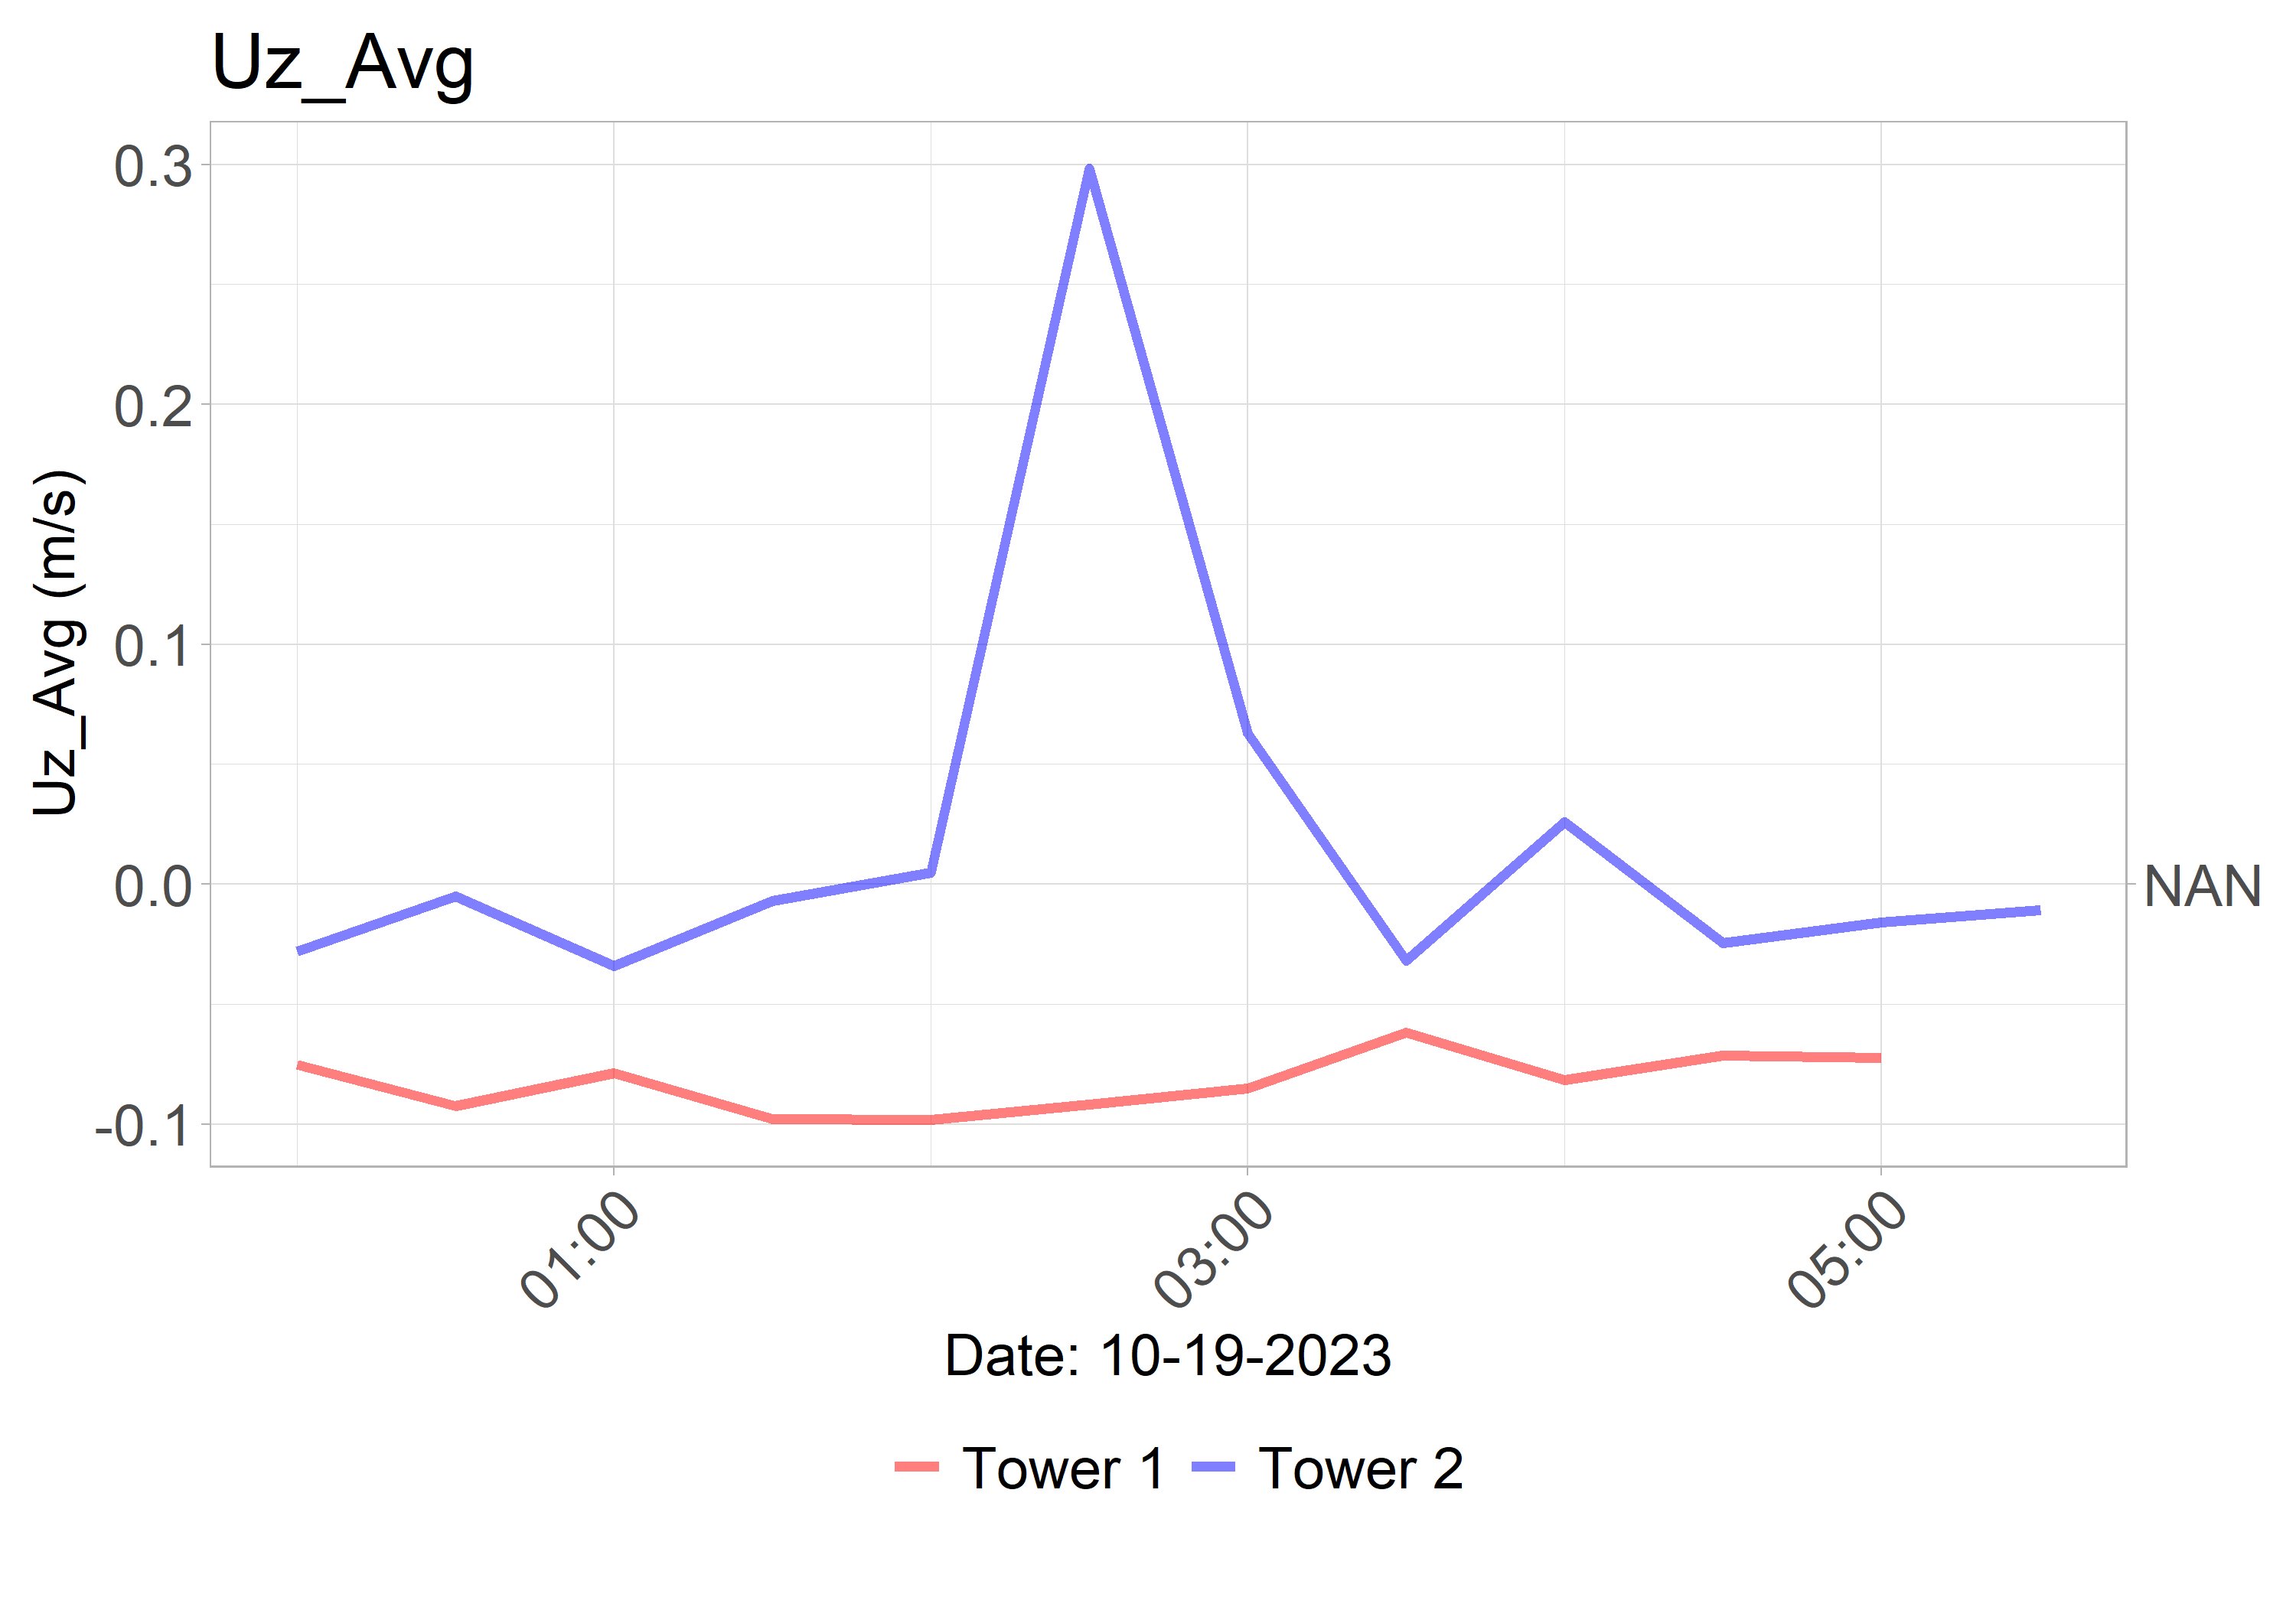 Uz_Avg
Uz_Avg (m/s)
0.3
0.2
0.1
0.0
-0.1
NAN
01:00
03:00
05:00
Date: 10-19-2023
Tower 1
Tower 2